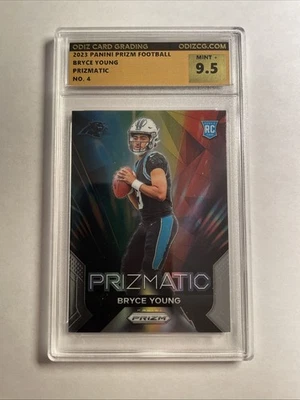 ODIZ CARD GRADING ODIZCG.COM
2023 PANINI PRIZM FOOTBALL
BRYCE YOUNG
PRIZMATIC
NO. 4
MINT +
9.5
RC
PRIZMATIC
BRYCE YOUNG
PRIZM